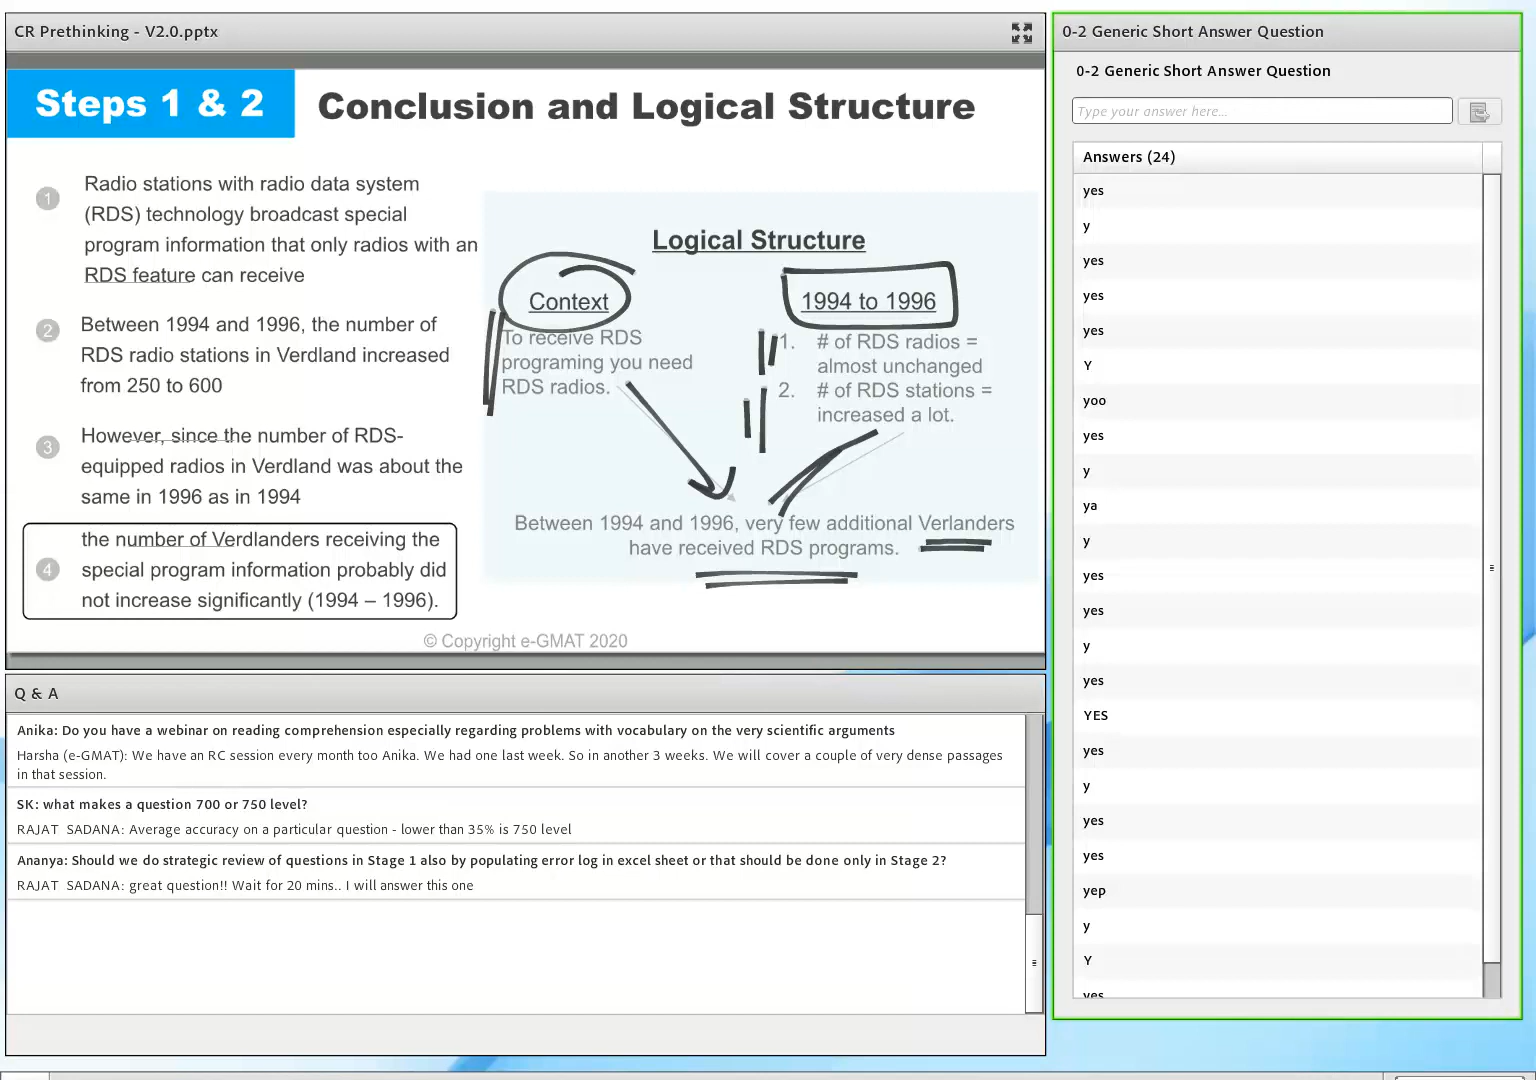 CR Prethinking - V2.0.pptx
Steps 1 & 2
Conclusion and Logical Structure
1
Radio stations with radio data system
(RDS) technology broadcast special
program information that only radios with an
RDS feature can receive
2
Between 1994 and 1996, the number of
RDS radio stations in Verdland increased
from 250 to 600
3
However, since the number of RDS-
equipped radios in Verdland was about the
same in 1996 as in 1994
4
the number of Verdlanders receiving the
special program information probably did
not increase significantly (1994 – 1996).
Logical Structure
Context
To receive RDS
programing you need
RDS radios.
1994 to 1996
1. # of RDS radios =
almost unchanged
2. # of RDS stations =
increased a lot.
Between 1994 and 1996, very few additional Verlanders
have received RDS programs.
© Copyright e-GMAT 2020
Q & A
Anika: Do you have a webinar on reading comprehension especially regarding problems with vocabulary on the very scientific arguments
Harsha (e-GMAT): We have an RC session every month too Anika. We had one last week. So in another 3 weeks. We will cover a couple of very dense passages
in that session.
SK: what makes a question 700 or 750 level?
RAJAT SADANA: Average accuracy on a particular question - lower than 35% is 750 level
Ananya: Should we do strategic review of questions in Stage 1 also by populating error log in excel sheet or that should be done only in Stage 2?
RAJAT SADANA: great question!! Wait for 20 mins.. I will answer this one
0-2 Generic Short Answer Question
0-2 Generic Short Answer Question
Type your answer here...
Answers (24)
yes
y
yes
yes
yes
Y
yoo
yes
y
ya
y
yes
yes
y
yes
YES
yes
y
yes
yes
yep
y
Y
yes